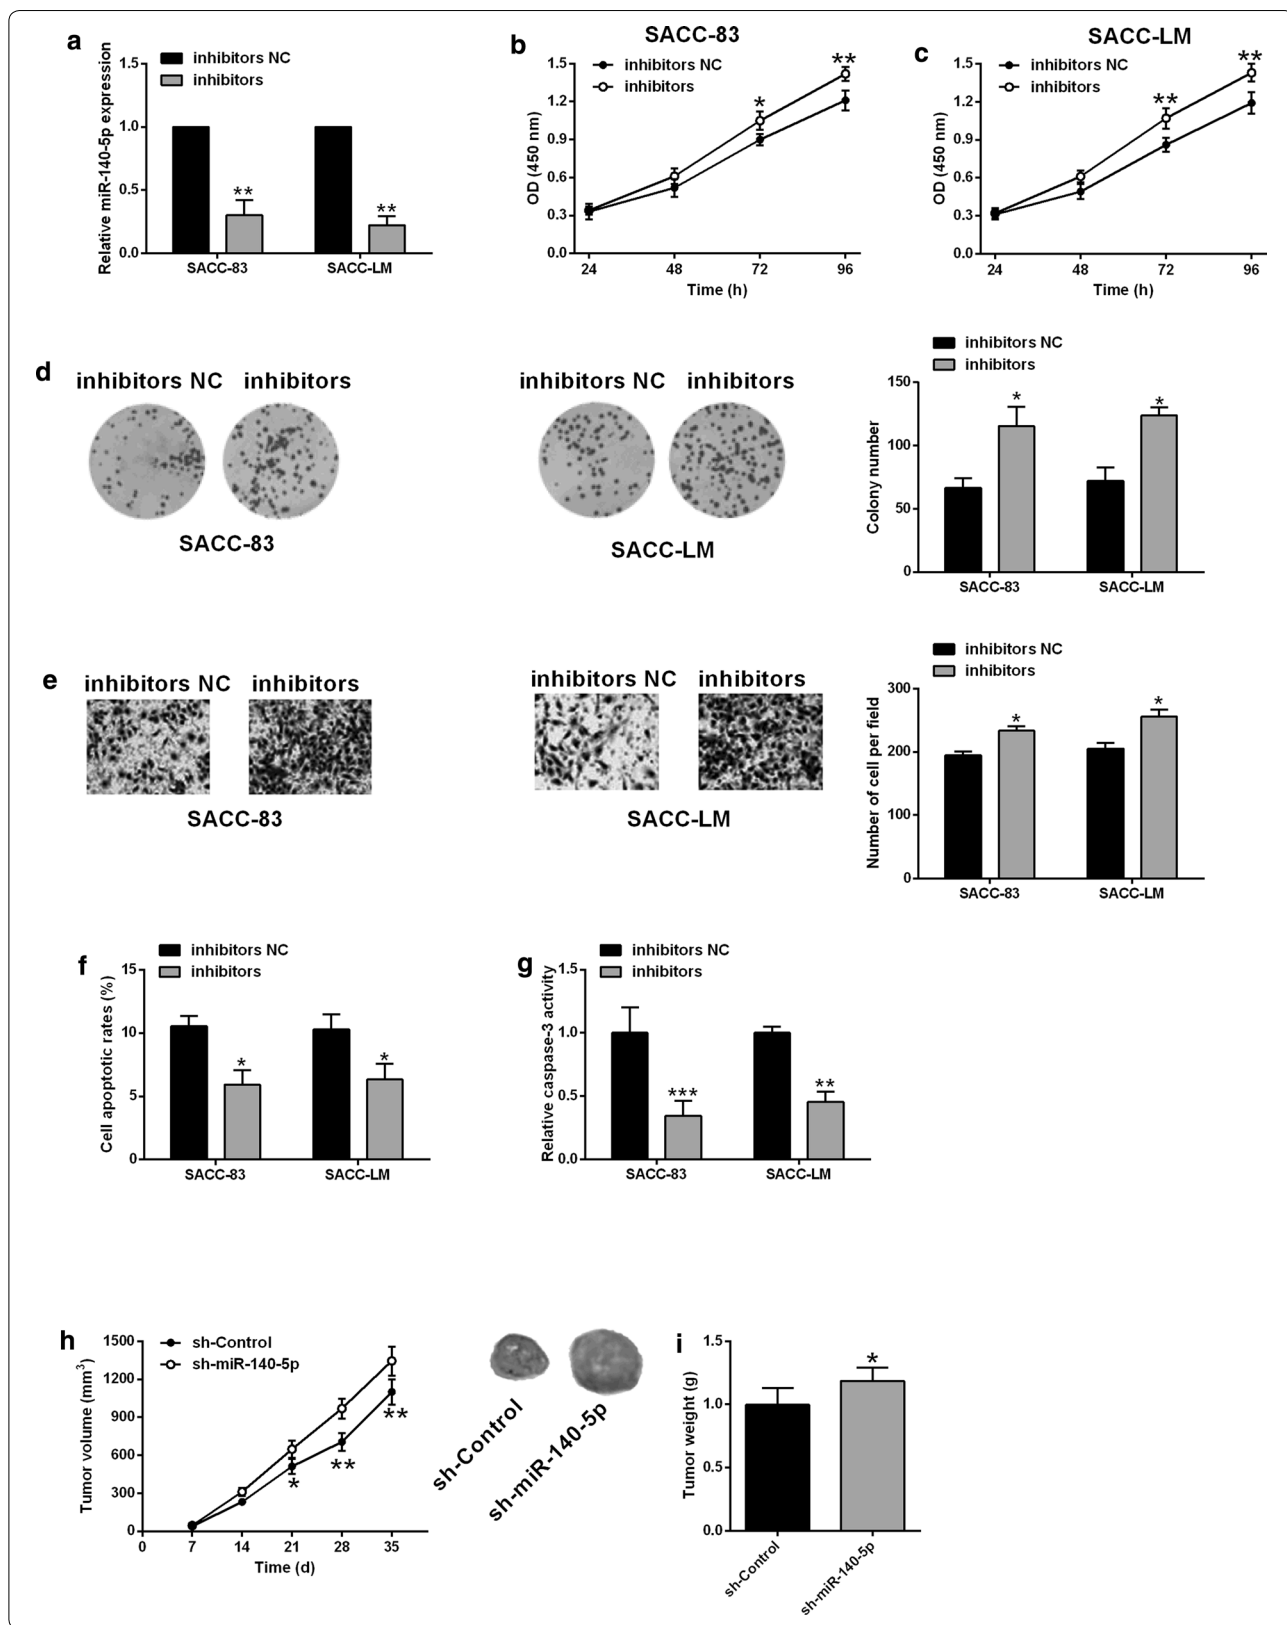 a
inhibitors NC
inhibitors
Relative miR-140-5p expression
1.5
1.0
0.5
0.0
**
**
SACC-83
SACC-LM
b
SACC-83
inhibitors NC
inhibitors
OD (450 nm)
1.5
1.2
0.9
0.6
0.3
0.0
*
**
24 48 72 96
Time (h)
c
SACC-LM
inhibitors NC
inhibitors
OD (450 nm)
1.5
1.2
0.9
0.6
0.3
0.0
**
**
24 48 72 96
Time (h)
d
inhibitors NC inhibitors
SACC-83
inhibitors NC inhibitors
SACC-LM
inhibitors NC
inhibitors
Colony number
150
100
50
0
*
*
SACC-83
SACC-LM
e
inhibitors NC inhibitors
SACC-83
inhibitors NC inhibitors
SACC-LM
inhibitors NC
inhibitors
Number of cell per field
300
200
100
0
*
*
SACC-83
SACC-LM
f
inhibitors NC
inhibitors
Cell apoptotic rates (%)
15
10
5
0
*
*
SACC-83
SACC-LM
g
inhibitors NC
inhibitors
Relative caspase-3 activity
1.5
1.0
0.5
0.0
***
**
SACC-83
SACC-LM
h
sh-Control
sh-miR-140-5p
Tumor volume (mm³)
1500
1200
900
600
300
0
*
**
**
0 7 14 21 28 35
Time (d)
sh-Control
sh-miR-140-5p
i
Tumor weight (g)
1.5
1.0
0.5
0.0
*
sh-Control
sh-miR-140-5p